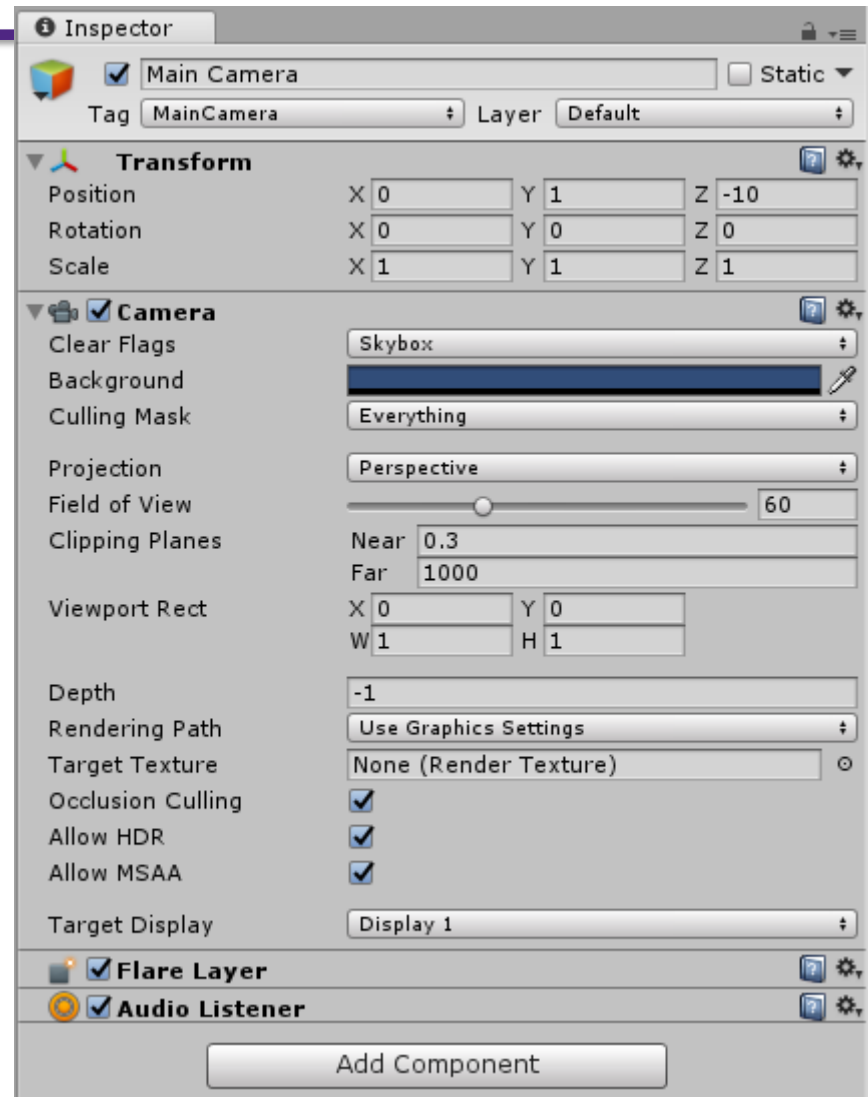 Inspector
Main Camera Static
Tag MainCamera Layer Default
Transform
Position X 0 Y 1 Z -10
Rotation X 0 Y 0 Z 0
Scale X 1 Y 1 Z 1
Camera
Clear Flags Skybox
Background
Culling Mask Everything
Projection Perspective
Field of View 60
Clipping Planes Near 0.3
Far 1000
Viewport Rect X 0 Y 0
W 1 H 1
Depth -1
Rendering Path Use Graphics Settings
Target Texture None (Render Texture)
Occlusion Culling
Allow HDR
Allow MSAA
Target Display Display 1
Flare Layer
Audio Listener
Add Component